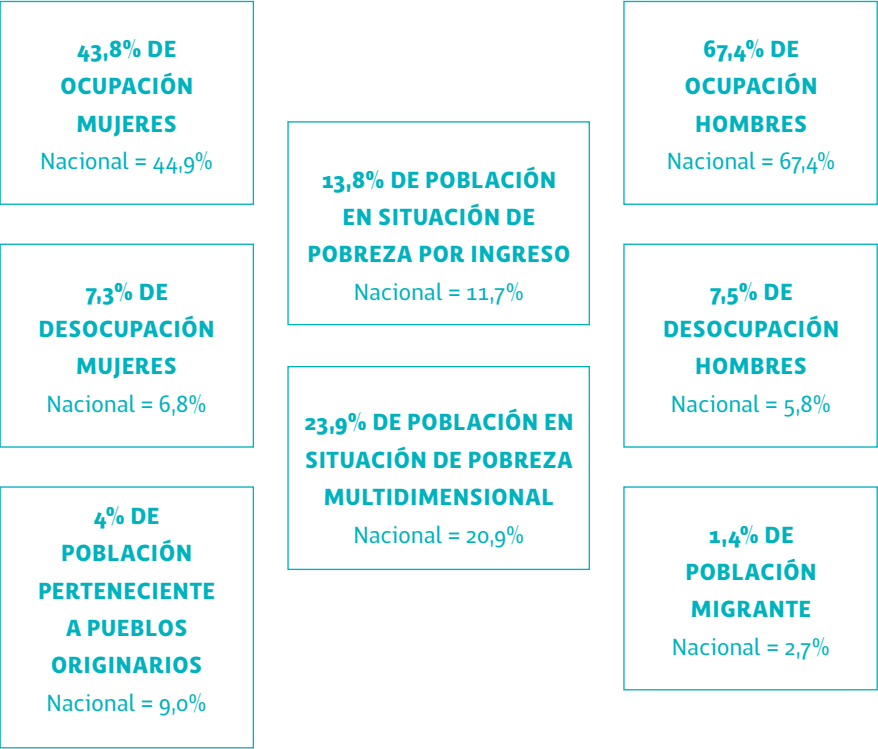 43,8% DE
OCUPACIÓN
MUJERES
Nacional = 44,9%
7,3% DE
DESOCUPACIÓN
MUJERES
Nacional = 6,8%
4% DE
POBLACIÓN
PERTENECIENTE
A PUEBLOS
ORIGINARIOS
Nacional = 9,0%
13,8% DE POBLACIÓN
EN SITUACIÓN DE
POBREZA POR INGRESO
Nacional = 11,7%
23,9% DE POBLACIÓN EN
SITUACIÓN DE POBREZA
MULTIDIMENSIONAL
Nacional = 20,9%
67,4% DE
OCUPACIÓN
HOMBRES
Nacional = 67,4%
7,5% DE
DESOCUPACIÓN
HOMBRES
Nacional = 5,8%
1,4% DE
POBLACIÓN
MIGRANTE
Nacional = 2,7%